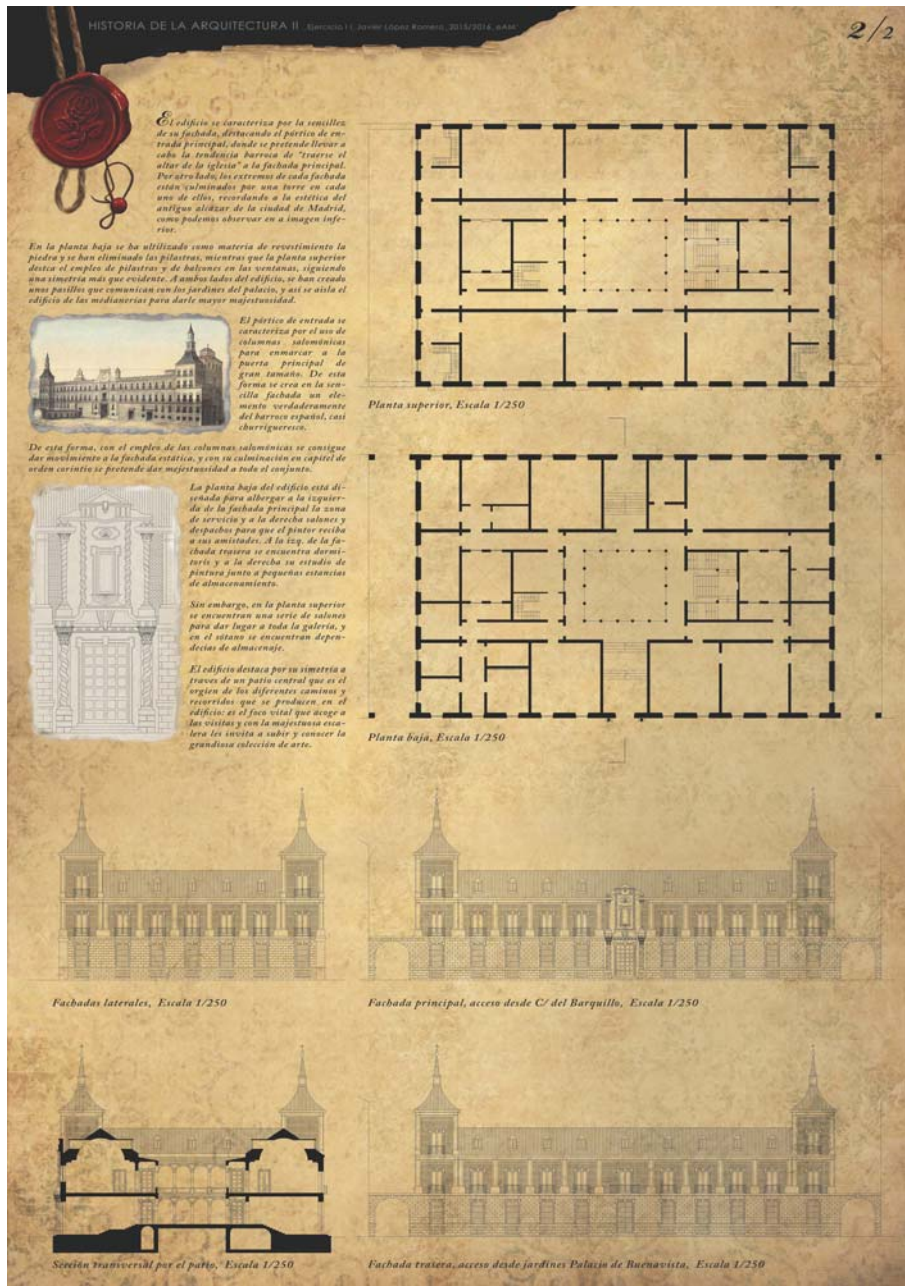 HISTORIA DE LA ARQUITECTURA II Ejercicio 11, Javier López Romero, 2015/2016, eAM'
2/2
El edificio se caracteriza por la sencillez
de su fachada, destacando el pórtico de en-
trada principal, donde se pretende llevar a
cabo la tendencia barroca de "traerse el
altar de la iglesia" a la fachada principal.
Por otro lado, los extremos de cada fachada
están culminados por una torre en cada
uno de ellos, recordando a la estética del
antiguo alcázar de la ciudad de Madrid,
como podemos observar en a imagen infe-
rior.
En la planta baja se ha ultilizado como materia de revestimiento la
piedra y se han eliminado las pilastras, mientras que la planta superior
destca el empleo de pilastras y de balcones en las ventanas, siguiendo
una simetría más que evidente. A ambos lados del edificio, se han creado
unos pasillos que comunican con los jardines del palacio, y así se aisla el
edificio de las medianerías para darle mayor majestuosidad.
El pórtico de entrada se
caracteriza por el uso de
columnas salomónicas
para enmarcar a la
puerta principal de
gran tamaño. De esta
forma se crea en la sen-
cilla fachada un ele-
mento verdaderamente
del barroco español, casi
churrigueresco.
De esta forma, con el empleo de las columnas salomónicas se consigue
dar movimiento a la fachada estática, y con su culminación en capitel de
orden corintio se pretende dar mejestuosidad a todo el conjunto.
La planta baja del edificio está di-
señada para albergar a la izquier-
da de la fachada principal la zona
de servicio y a la derecha salones y
despachos para que el pintor reciba
a sus amistades. A la izq. de la fa-
chada trasera se encuentra dormi-
toris y a la derecha su estudio de
pintura junto a pequeñas estancias
de almacenamiento.
Sin embargo, en la planta superior
se encuentran una serie de salones
para dar lugar a toda la galería, y
en el sótano se encuentran depen-
decias de almacenaje.
El edificio destaca por su simetría a
traves de un patio central que es el
orgien de los diferentes caminos y
recorridos que se producen en el
edificio: es el foco vital que acoge a
las visitas y con la majestuosa esca-
lera les invita a subir y conocer la
grandiosa colección de arte.
Planta superior, Escala 1/250
Planta baja, Escala 1/250
Fachadas laterales, Escala 1/250
Fachada principal, acceso desde C/ del Barquillo, Escala 1/250
Sección transversal por el patio, Escala 1/250
Fachada trasera, acceso desde jardines Palacio de Buenavista, Escala 1/250